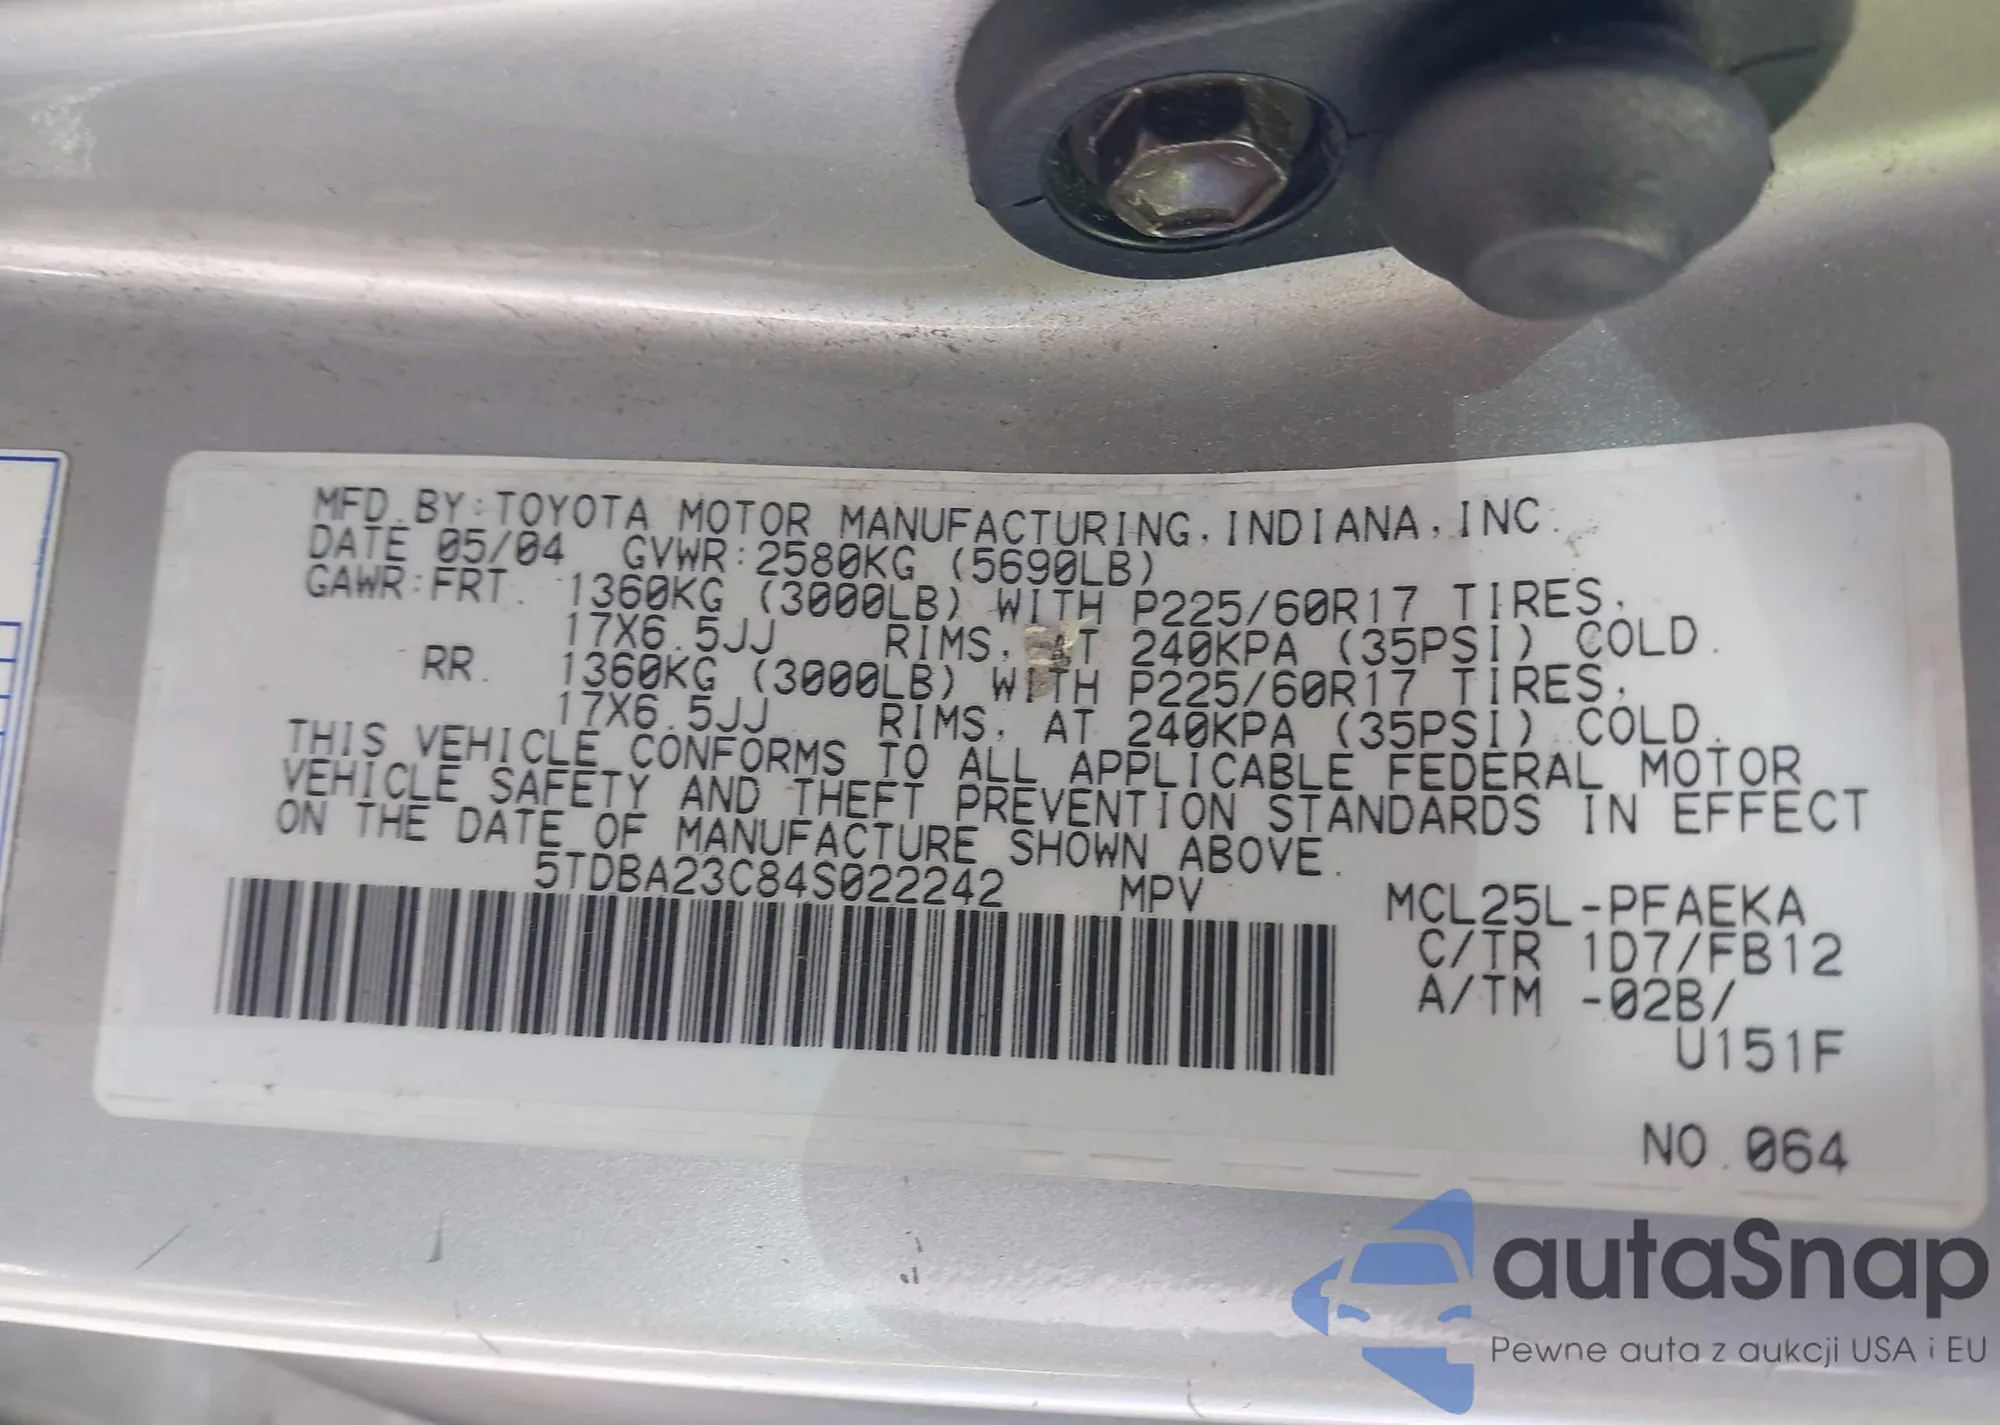 MFD.BY:TOYOTA MOTOR MANUFACTURING,INDIANA,INC.
DATE 05/04 GVWR:2580KG (5690LB)
GAWR:FRT. 1360KG (3000LB) WITH P225/60R17 TIRES,
17X6.5JJ RIMS, AT 240KPA (35PSI) COLD.
RR. 1360KG (3000LB) WITH P225/60R17 TIRES,
17X6.5JJ RIMS, AT 240KPA (35PSI) COLD.
THIS VEHICLE CONFORMS TO ALL APPLICABLE FEDERAL MOTOR
VEHICLE SAFETY AND THEFT PREVENTION STANDARDS IN EFFECT
ON THE DATE OF MANUFACTURE SHOWN ABOVE.
5TDBA23C84S022242 MPV MCL25L-PFAEKA
C/TR 1D7/FB12
A/TM -02B/
U151F
NO.064
autaSnap
Pewne auta z aukcji USA i EU